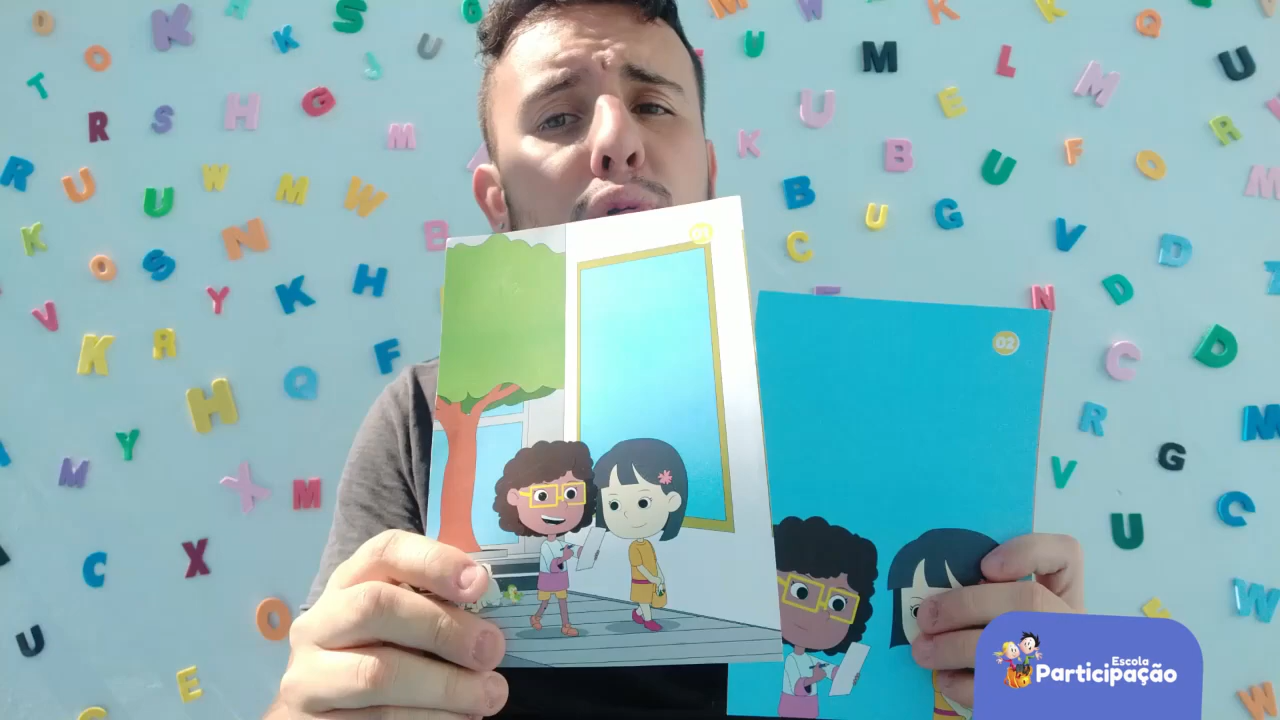 K
S
G
M
W
K
K
Q
O
K
U
U
M
L
M
U
T
R
S
H
G
M
U
K
E
R
R
U
U
W
M
W
B
B
U
F
O
M
K
N
B
C
U
G
V
D
O
S
Y
K
H
D
N
V
K
R
H
Q
F
C
D
M
Y
X
M
R
V
G
M
U
C
C
X
O
U
E
W
W
01
02
Escola
Participação